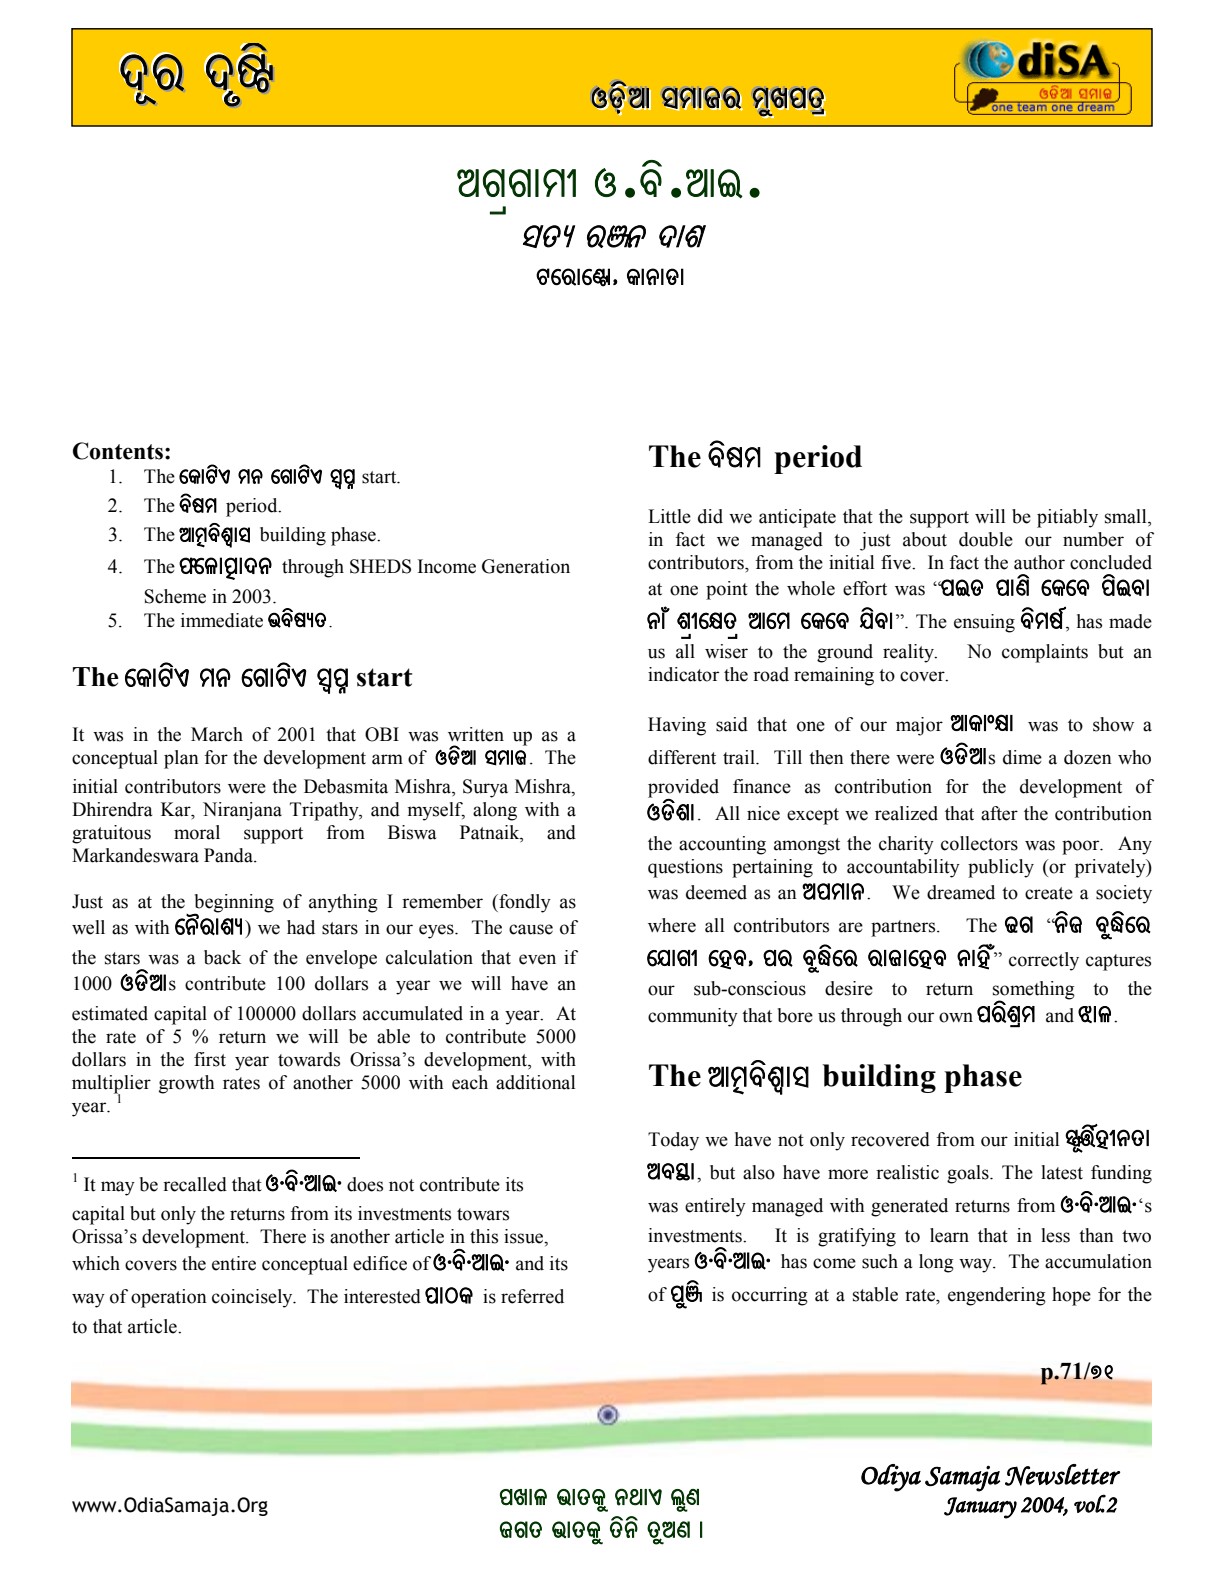 ଦୂର ଦୃଷ୍ଟି
ଓଡ଼ିଆ ସମାଜର ମୁଖପତ୍ର
diSA
ଓଡିଆ ସମାଜ
one team one dream
ଅଗ୍ରଗାମୀ ଓ.ବି.ଆଇ.
ସତ୍ୟ ରଞ୍ଜନ ଦାଶ
ଟରୋଣ୍ଟୋ, କାନାଡା
Contents:
1. The କୋଟିଏ ମନ ଗୋଟିଏ ସ୍ୱପ୍ନ start.
2. The ବିଷମ period.
3. The ଆତ୍ମବିଶ୍ୱାସ building phase.
4. The ଫଳୋତ୍ପାଦନ through SHEDS Income Generation
Scheme in 2003.
5. The immediate ଭବିଷ୍ୟତ.
The କୋଟିଏ ମନ ଗୋଟିଏ ସ୍ୱପ୍ନ start
It was in the March of 2001 that OBI was written up as a
conceptual plan for the development arm of ଓଡିଆ ସମାଜ. The
initial contributors were the Debasmita Mishra, Surya Mishra,
Dhirendra Kar, Niranjana Tripathy, and myself, along with a
gratuitous moral support from Biswa Patnaik, and
Markandeswara Panda.
Just as at the beginning of anything I remember (fondly as
well as with ନୈରାଶ୍ୟ) we had stars in our eyes. The cause of
the stars was a back of the envelope calculation that even if
1000 ଓଡିଆs contribute 100 dollars a year we will have an
estimated capital of 100000 dollars accumulated in a year. At
the rate of 5 % return we will be able to contribute 5000
dollars in the first year towards Orissa’s development, with
multiplier growth rates of another 5000 with each additional
year. 1
1 It may be recalled that ଓ.ବି.ଆଇ. does not contribute its
capital but only the returns from its investments towars
Orissa’s development. There is another article in this issue,
which covers the entire conceptual edifice of ଓ.ବି.ଆଇ. and its
way of operation coincisely. The interested ପାଠକ is referred
to that article.
The ବିଷମ period
Little did we anticipate that the support will be pitiably small,
in fact we managed to just about double our number of
contributors, from the initial five. In fact the author concluded
at one point the whole effort was “ପଇଡ ପାଣି କେବେ ପିଇବା
ନାଁ ଶ୍ରୀକ୍ଷେତ୍ର ଆମେ କେବେ ଯିବା”. The ensuing ବିମର୍ଷ, has made
us all wiser to the ground reality. No complaints but an
indicator the road remaining to cover.
Having said that one of our major ଆକାଂକ୍ଷା was to show a
different trail. Till then there were ଓଡିଆs dime a dozen who
provided finance as contribution for the development of
ଓଡିଶା. All nice except we realized that after the contribution
the accounting amongst the charity collectors was poor. Any
questions pertaining to accountability publicly (or privately)
was deemed as an ଅପମାନ. We dreamed to create a society
where all contributors are partners. The ଢଗ “ନିଜ ବୁଦ୍ଧିରେ
ଯୋଗୀ ହେବ, ପର ବୁଦ୍ଧିରେ ରାଜାହେବ ନାହିଁ” correctly captures
our sub-conscious desire to return something to the
community that bore us through our own ପରିଶ୍ରମ and ଝାଳ.
The ଆତ୍ମବିଶ୍ୱାସ building phase
Today we have not only recovered from our initial ସ୍ଫୂର୍ତ୍ତିହୀନତା
ଅବସ୍ଥା, but also have more realistic goals. The latest funding
was entirely managed with generated returns from ଓ.ବି.ଆଇ.‘s
investments. It is gratifying to learn that in less than two
years ଓ.ବି.ଆଇ. has come such a long way. The accumulation
of ପୁଞ୍ଜି is occurring at a stable rate, engendering hope for the
p.71/୭୧
www.OdiaSamaja.Org
ପଖାଳ ଭାତକୁ ନଥାଏ ଲୁଣ
ଜଗତ ଭାତକୁ ତିନି ତୁଅଣ ।
Odiya Samaja Newsletter
January 2004, vol.2